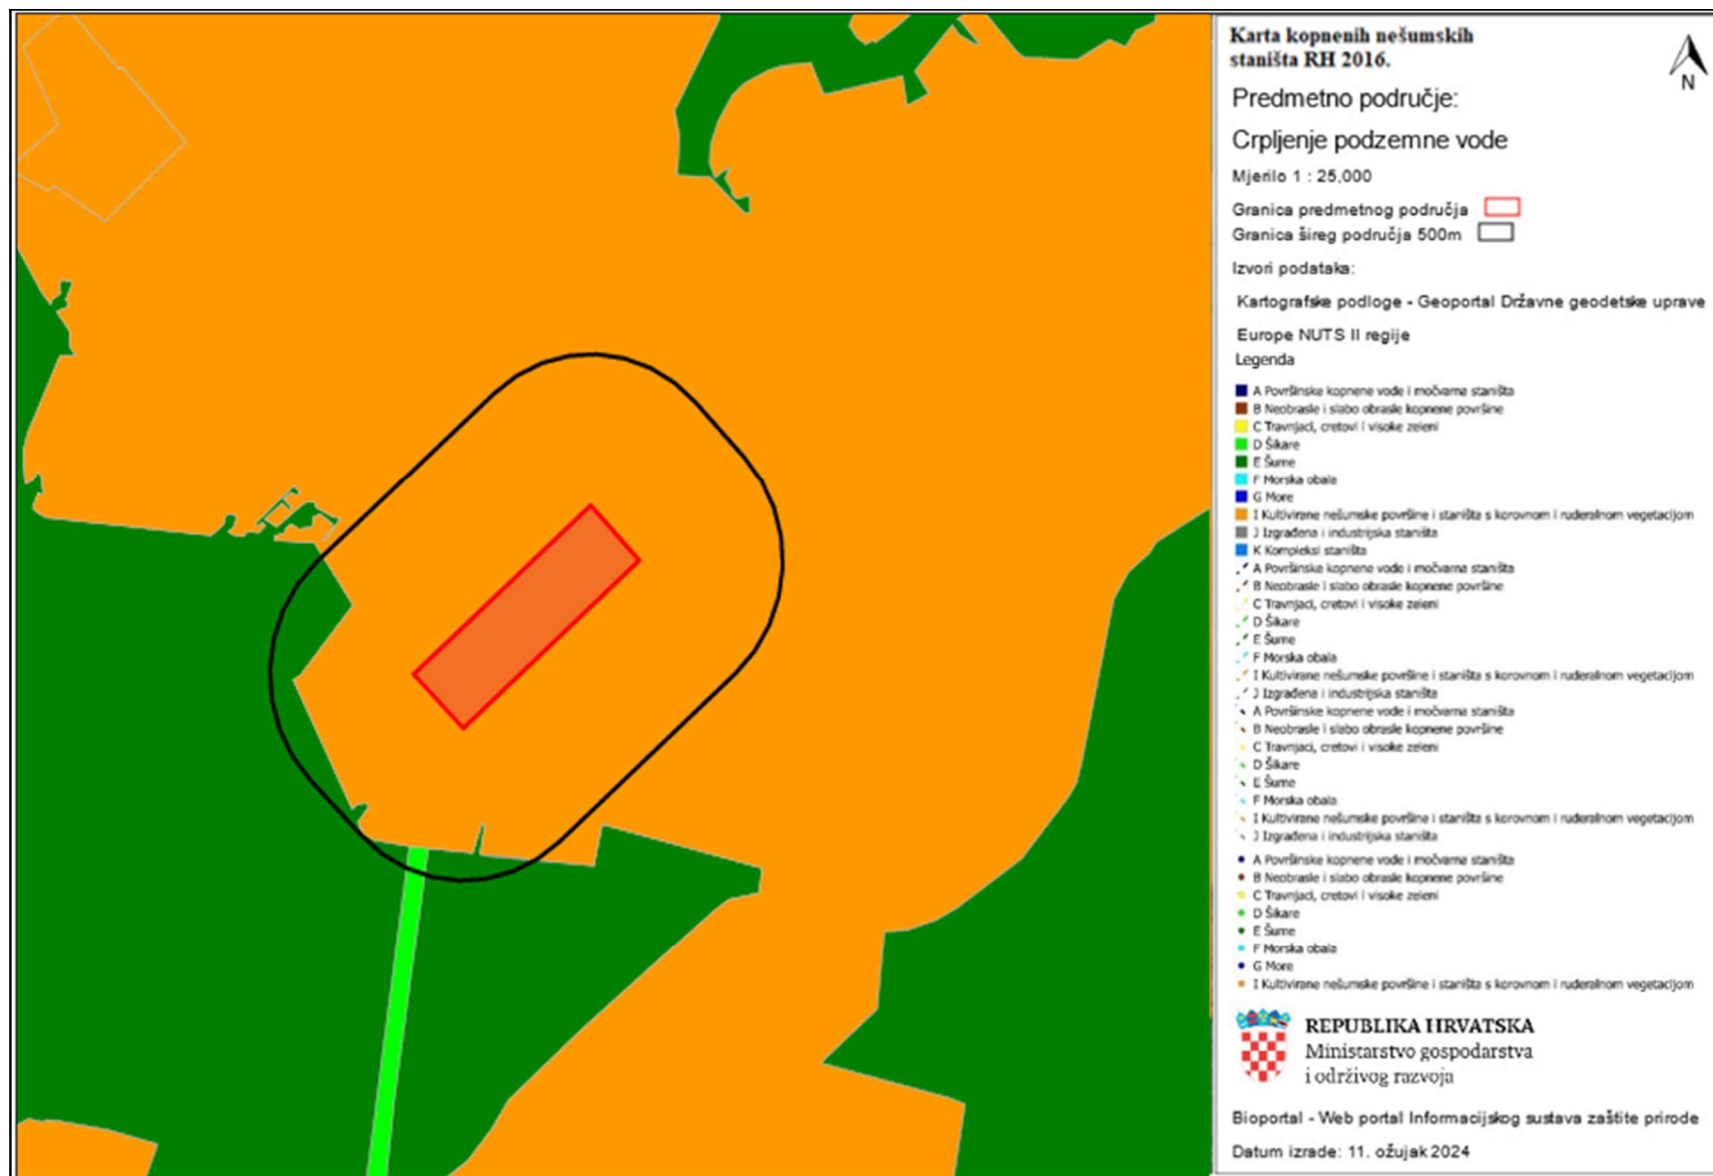 Karta kopnenih nešumskih
staništa RH 2016.
N
Predmetno područje:
Crpljenje podzemne vode
Mjerilo 1 : 25,000
Granica predmetnog područja
Granica šireg područja 500m
Izvori podataka:
Kartografske podloge - Geoportal Državne geodetske uprave
Europe NUTS II regije
Legenda
A Površinske kopnene vode i močvarna staništa
B Neobrasle i slabo obrasle kopnene površine
C Travnjaci, cretovi i visoke zeleni
D Šikare
E Šume
F Morska obala
G More
I Kultivirane nešumske površine i staništa s korovnom i ruderalnom vegetacijom
J Izgrađena i industrijska staništa
K Kompleksi staništa
A Površinske kopnene vode i močvarna staništa
B Neobrasle i slabo obrasle kopnene površine
C Travnjaci, cretovi i visoke zeleni
D Šikare
E Šume
F Morska obala
I Kultivirane nešumske površine i staništa s korovnom i ruderalnom vegetacijom
J Izgrađena i industrijska staništa
A Površinske kopnene vode i močvarna staništa
B Neobrasle i slabo obrasle kopnene površine
C Travnjaci, cretovi i visoke zeleni
D Šikare
E Šume
F Morska obala
I Kultivirane nešumske površine i staništa s korovnom i ruderalnom vegetacijom
J Izgrađena i industrijska staništa
A Površinske kopnene vode i močvarna staništa
B Neobrasle i slabo obrasle kopnene površine
C Travnjaci, cretovi i visoke zeleni
D Šikare
E Šume
F Morska obala
G More
I Kultivirane nešumske površine i staništa s korovnom i ruderalnom vegetacijom
REPUBLIKA HRVATSKA
Ministarstvo gospodarstva
i održivog razvoja
Bioportal - Web portal Informacijskog sustava zaštite prirode
Datum izrade: 11. ožujak 2024